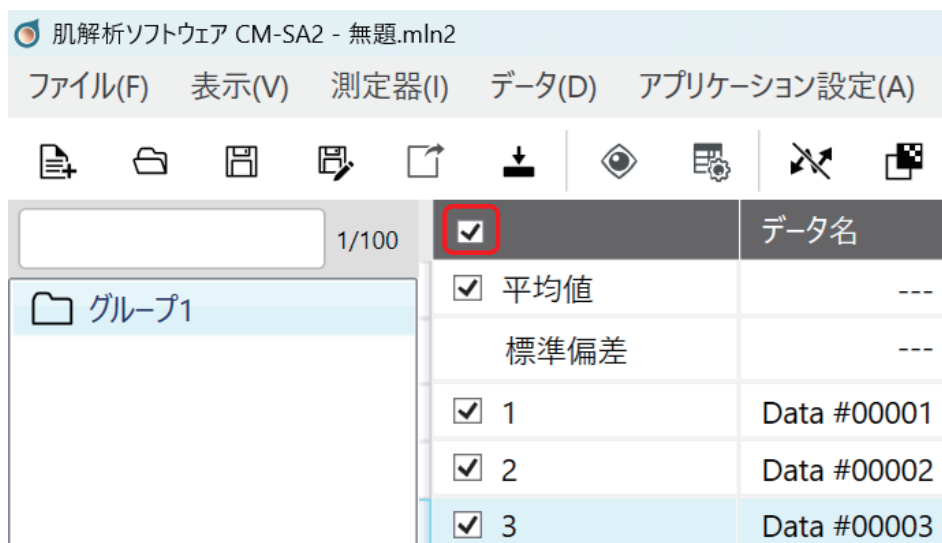 肌解析ソフトウェア CM-SA2 - 無題.mln2
ファイル(F) 表示(V) 測定器(I) データ(D) アプリケーション設定(A)
1/100
データ名
グループ1
平均値 ---
標準偏差 ---
1 Data #00001
2 Data #00002
3 Data #00003